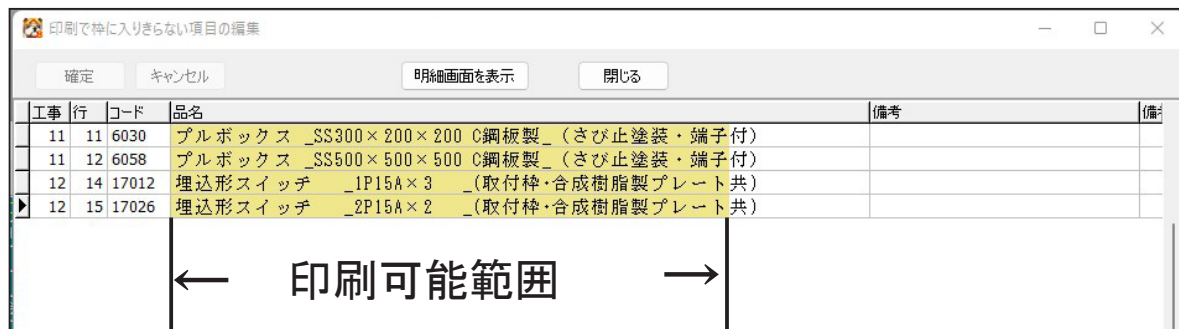 印刷で枠に入りきらない項目の編集
確定 キャンセル 明細画面を表示 閉じる
工事 行 コード 品名 備考 備考
11 11 6030 プルボックス _SS300×200×200 C鋼板製_ (さび止塗装・端子付)
11 12 6058 プルボックス _SS500×500×500 C鋼板製_ (さび止塗装・端子付)
12 14 17012 埋込形スイッチ _1P15A×3 _(取付枠・合成樹脂製プレート共)
12 15 17026 埋込形スイッチ _2P15A×2 _(取付枠・合成樹脂製プレート共)
← 印刷可能範囲 →